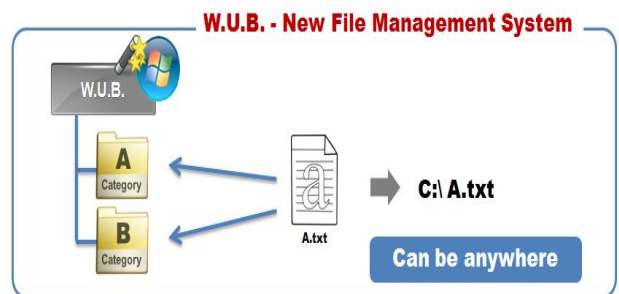 W.U.B. - New File Management System
W.U.B.
A
Category
B
Category
a
A.txt
C:\ A.txt
Can be anywhere